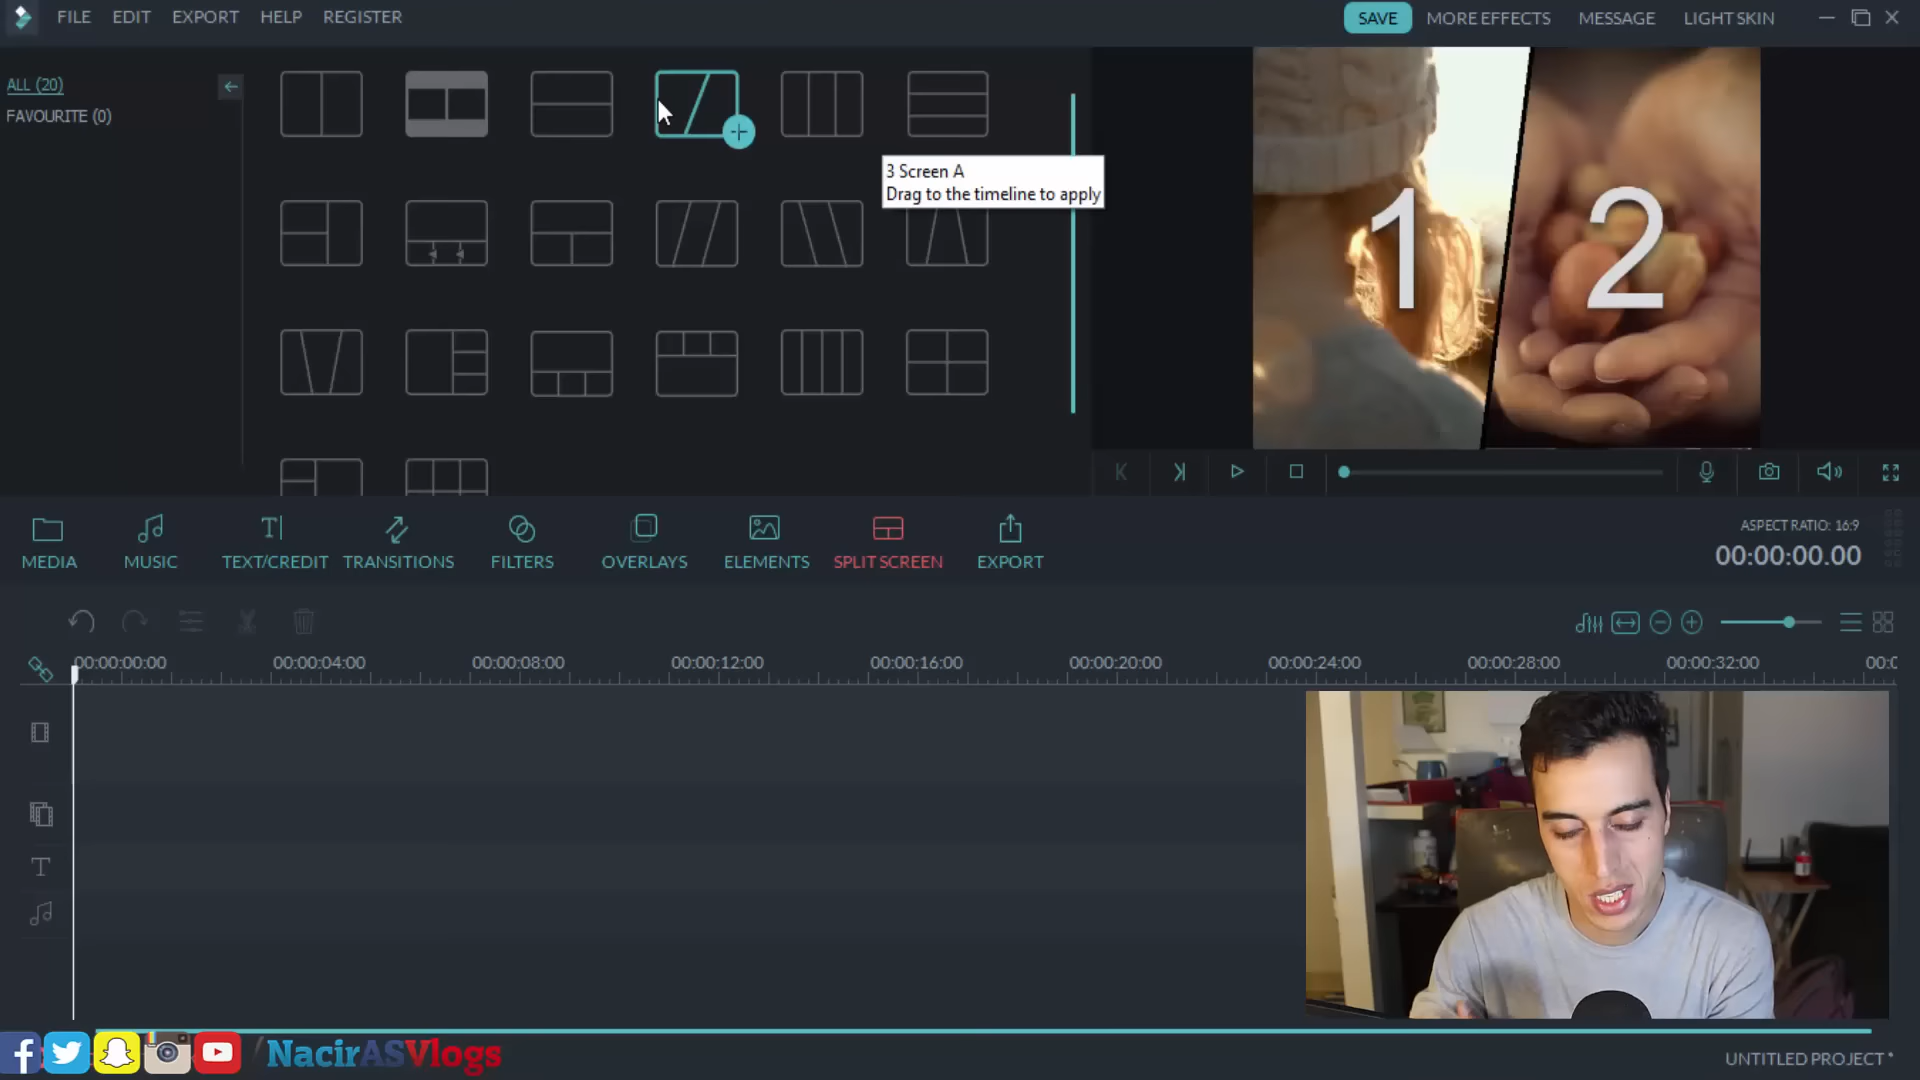 FILE EDIT EXPORT HELP REGISTER
SAVE MORE EFFECTS MESSAGE LIGHT SKIN
ALL (20)
FAVOURITE (0)
3 Screen A
Drag to the timeline to apply
1 2
MEDIA MUSIC TEXT/CREDIT TRANSITIONS FILTERS OVERLAYS ELEMENTS SPLIT SCREEN EXPORT
ASPECT RATIO: 16:9
00:00:00.00
00:00:00:00 00:00:04:00 00:00:08:00 00:00:12:00 00:00:16:00 00:00:20:00 00:00:24:00 00:00:28:00 00:00:32:00 00:0
NacirASVlogs
UNTITLED PROJECT *